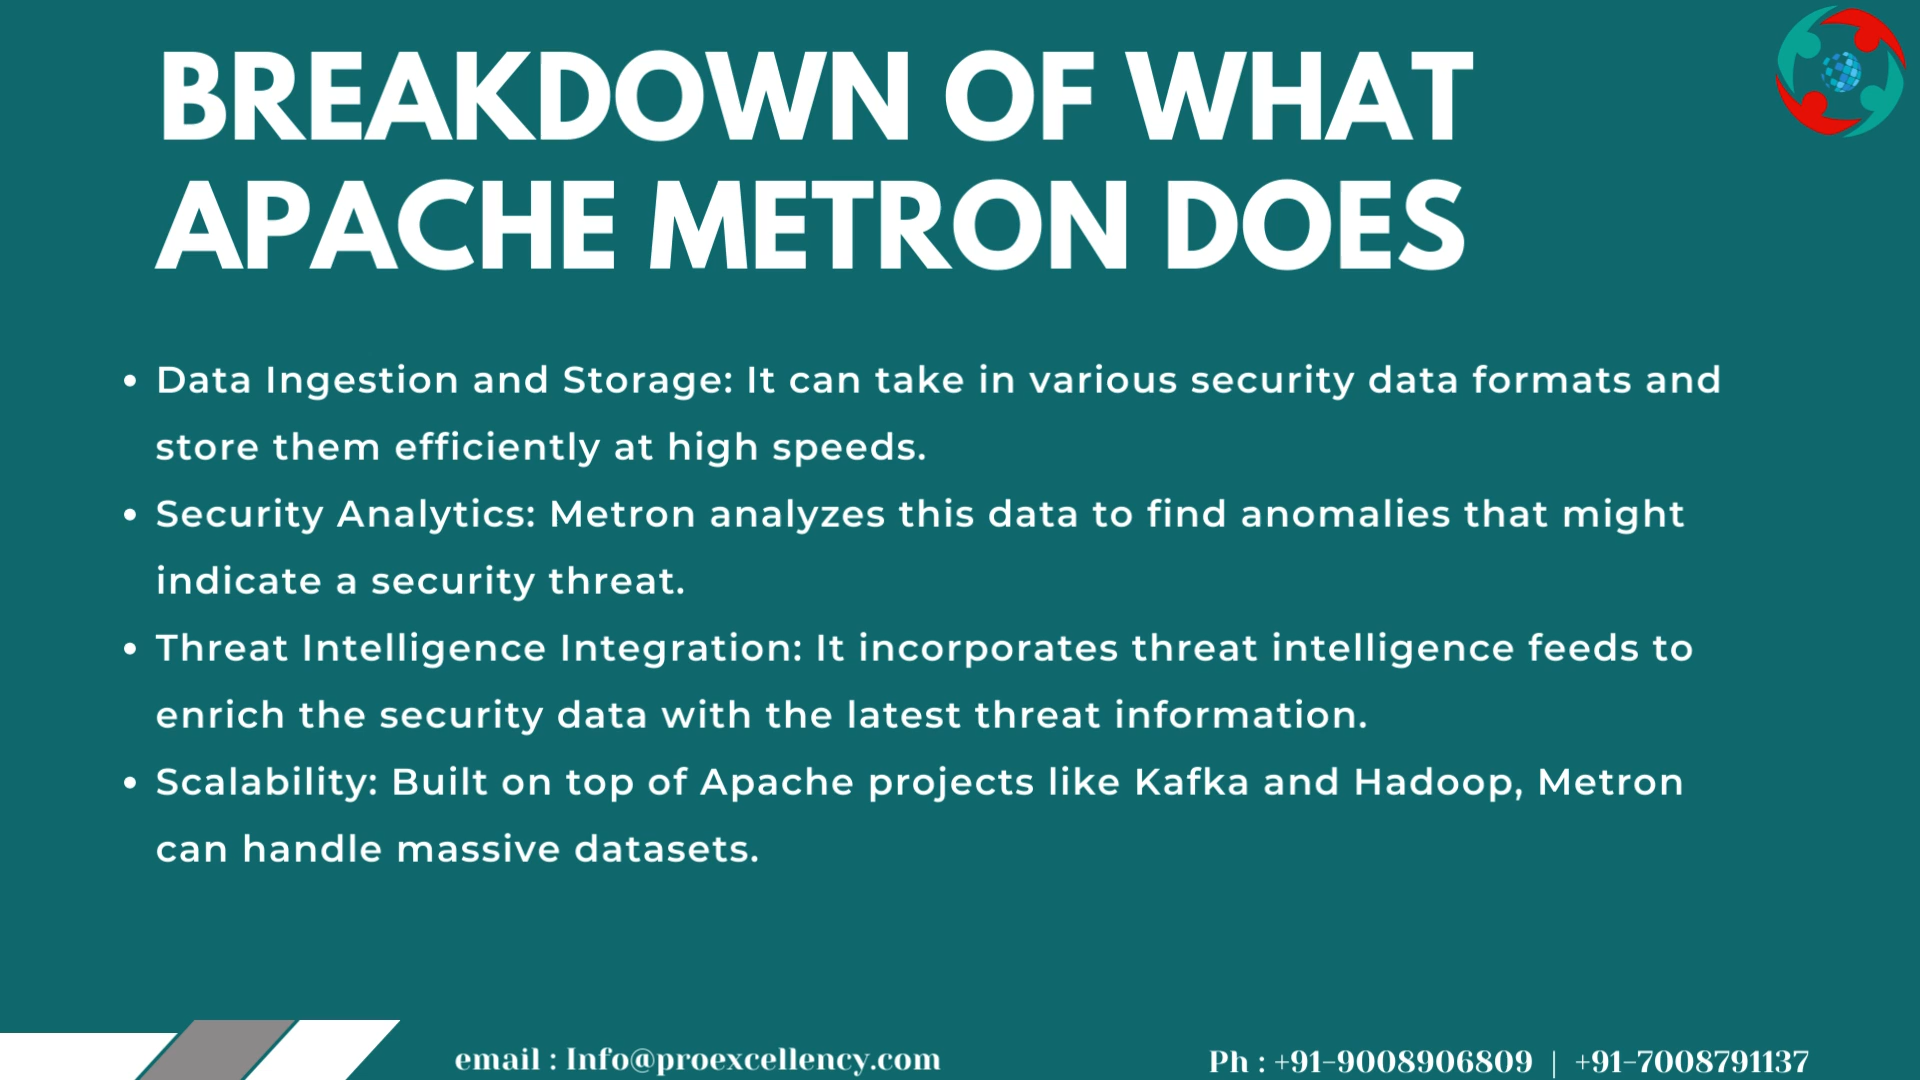 BREAKDOWN OF WHAT
APACHE METRON DOES
• Data Ingestion and Storage: It can take in various security data formats and
store them efficiently at high speeds.
• Security Analytics: Metron analyzes this data to find anomalies that might
indicate a security threat.
• Threat Intelligence Integration: It incorporates threat intelligence feeds to
enrich the security data with the latest threat information.
• Scalability: Built on top of Apache projects like Kafka and Hadoop, Metron
can handle massive datasets.
email : Info@proexcellency.com
Ph : +91-9008906809 | +91-7008791137